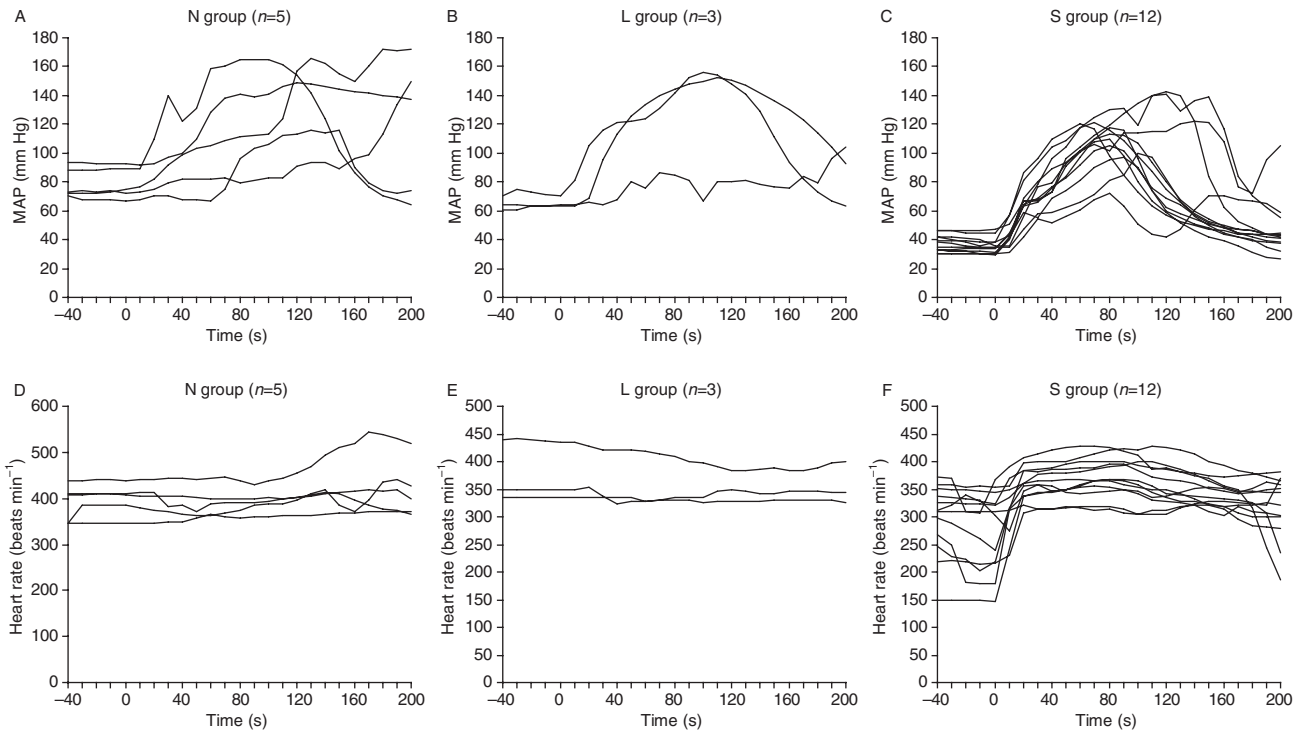 A N group (n=5)
180
160
140
120
100
80
60
40
20
0
MAP (mm Hg)
–40 0 40 80 120 160 200
Time (s)
B L group (n=3)
180
160
140
120
100
80
60
40
20
0
MAP (mm Hg)
–40 0 40 80 120 160 200
Time (s)
C S group (n=12)
180
160
140
120
100
80
60
40
20
0
MAP (mm Hg)
–40 0 40 80 120 160 200
Time (s)
D N group (n=5)
600
500
400
300
200
100
0
Heart rate (beats min–1)
–40 0 40 80 120 160 200
Time (s)
E L group (n=3)
500
450
400
350
300
250
200
150
100
50
0
Heart rate (beats min–1)
–40 0 40 80 120 160 200
Time (s)
F S group (n=12)
500
450
400
350
300
250
200
150
100
50
0
Heart rate (beats min–1)
–40 0 40 80 120 160 200
Time (s)